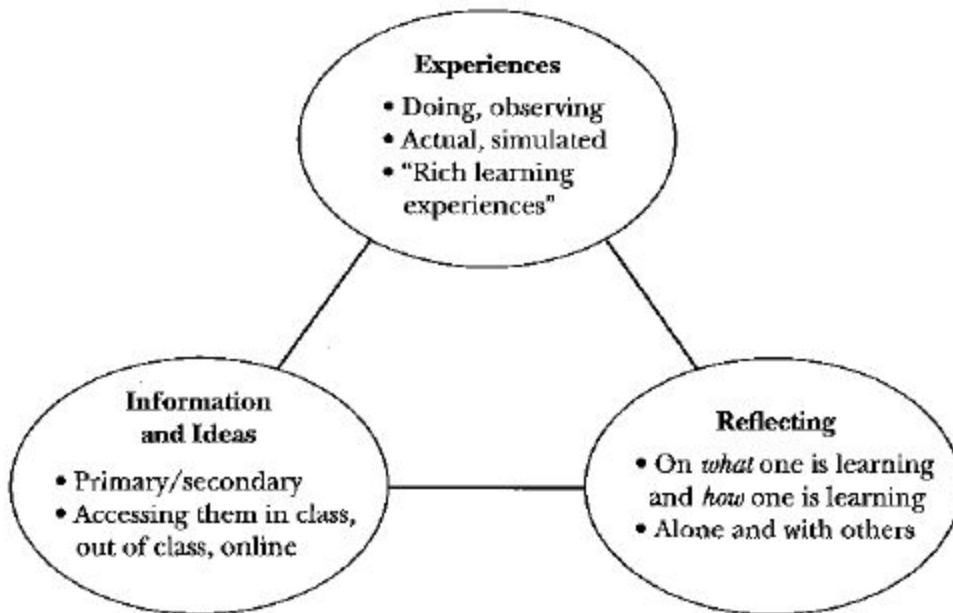 Experiences
• Doing, observing
• Actual, simulated
• “Rich learning
experiences”
Information
and Ideas
• Primary/secondary
• Accessing them in class,
out of class, online
Reflecting
• On what one is learning
and how one is learning
• Alone and with others